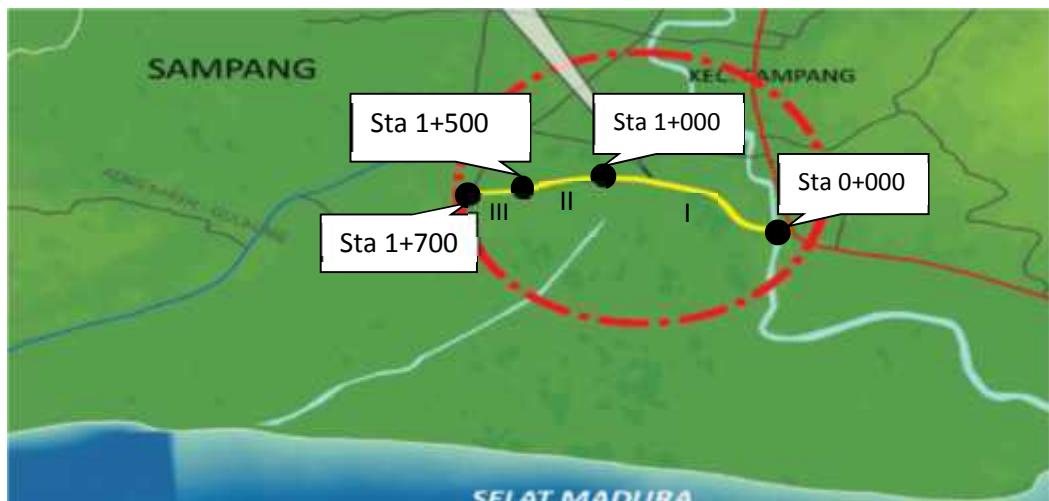 SAMPANG
KEC. SAMPANG
Sta 1+500
Sta 1+000
Sta 0+000
III
II
I
Sta 1+700
SELAT MADURA